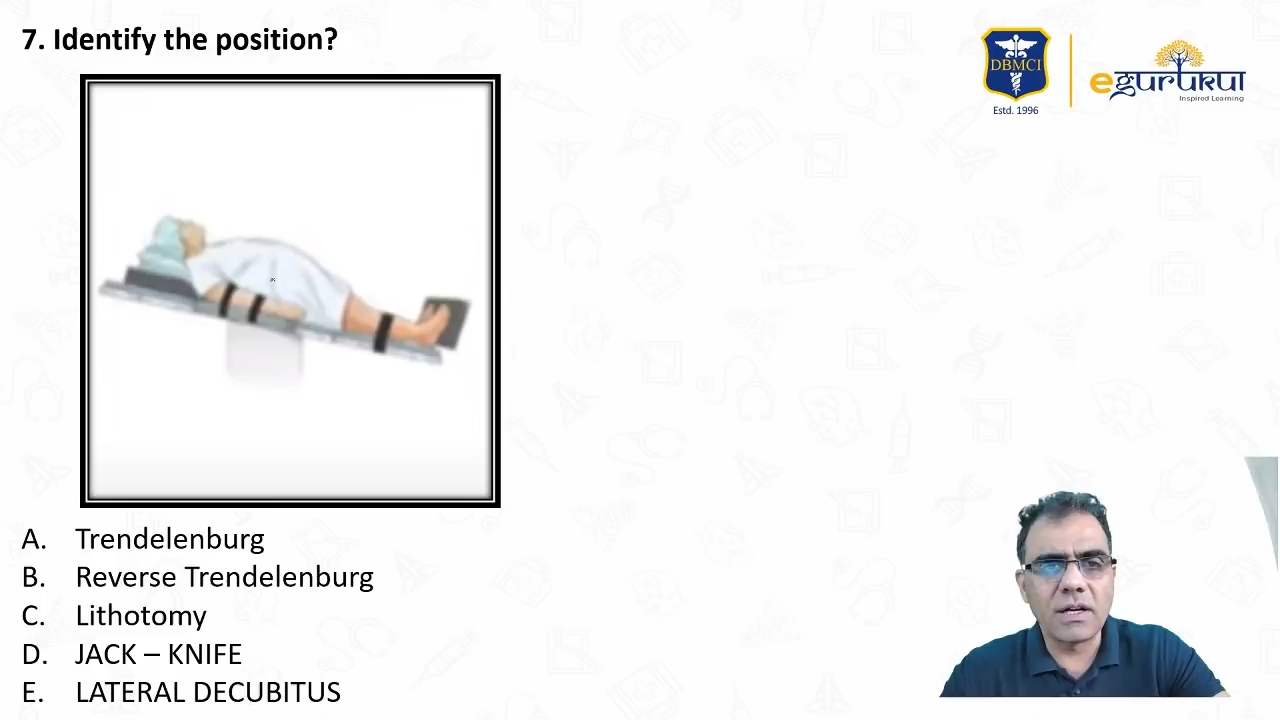 7. Identify the position?
DBMCI
Estd. 1996
egurukul
Inspired Learning
A. Trendelenburg
B. Reverse Trendelenburg
C. Lithotomy
D. JACK – KNIFE
E. LATERAL DECUBITUS